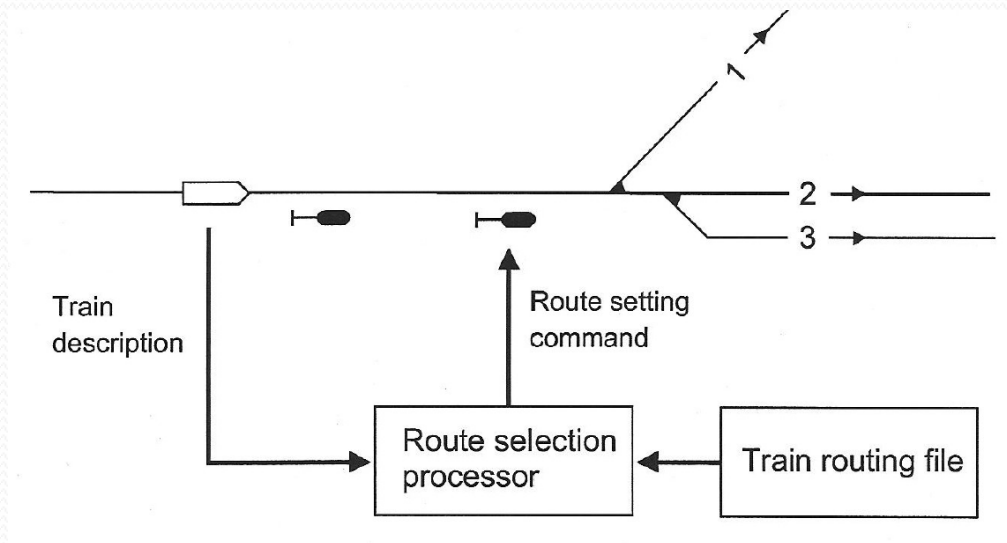 1
2
3
Train
description
Route setting
command
Route selection
processor
Train routing file